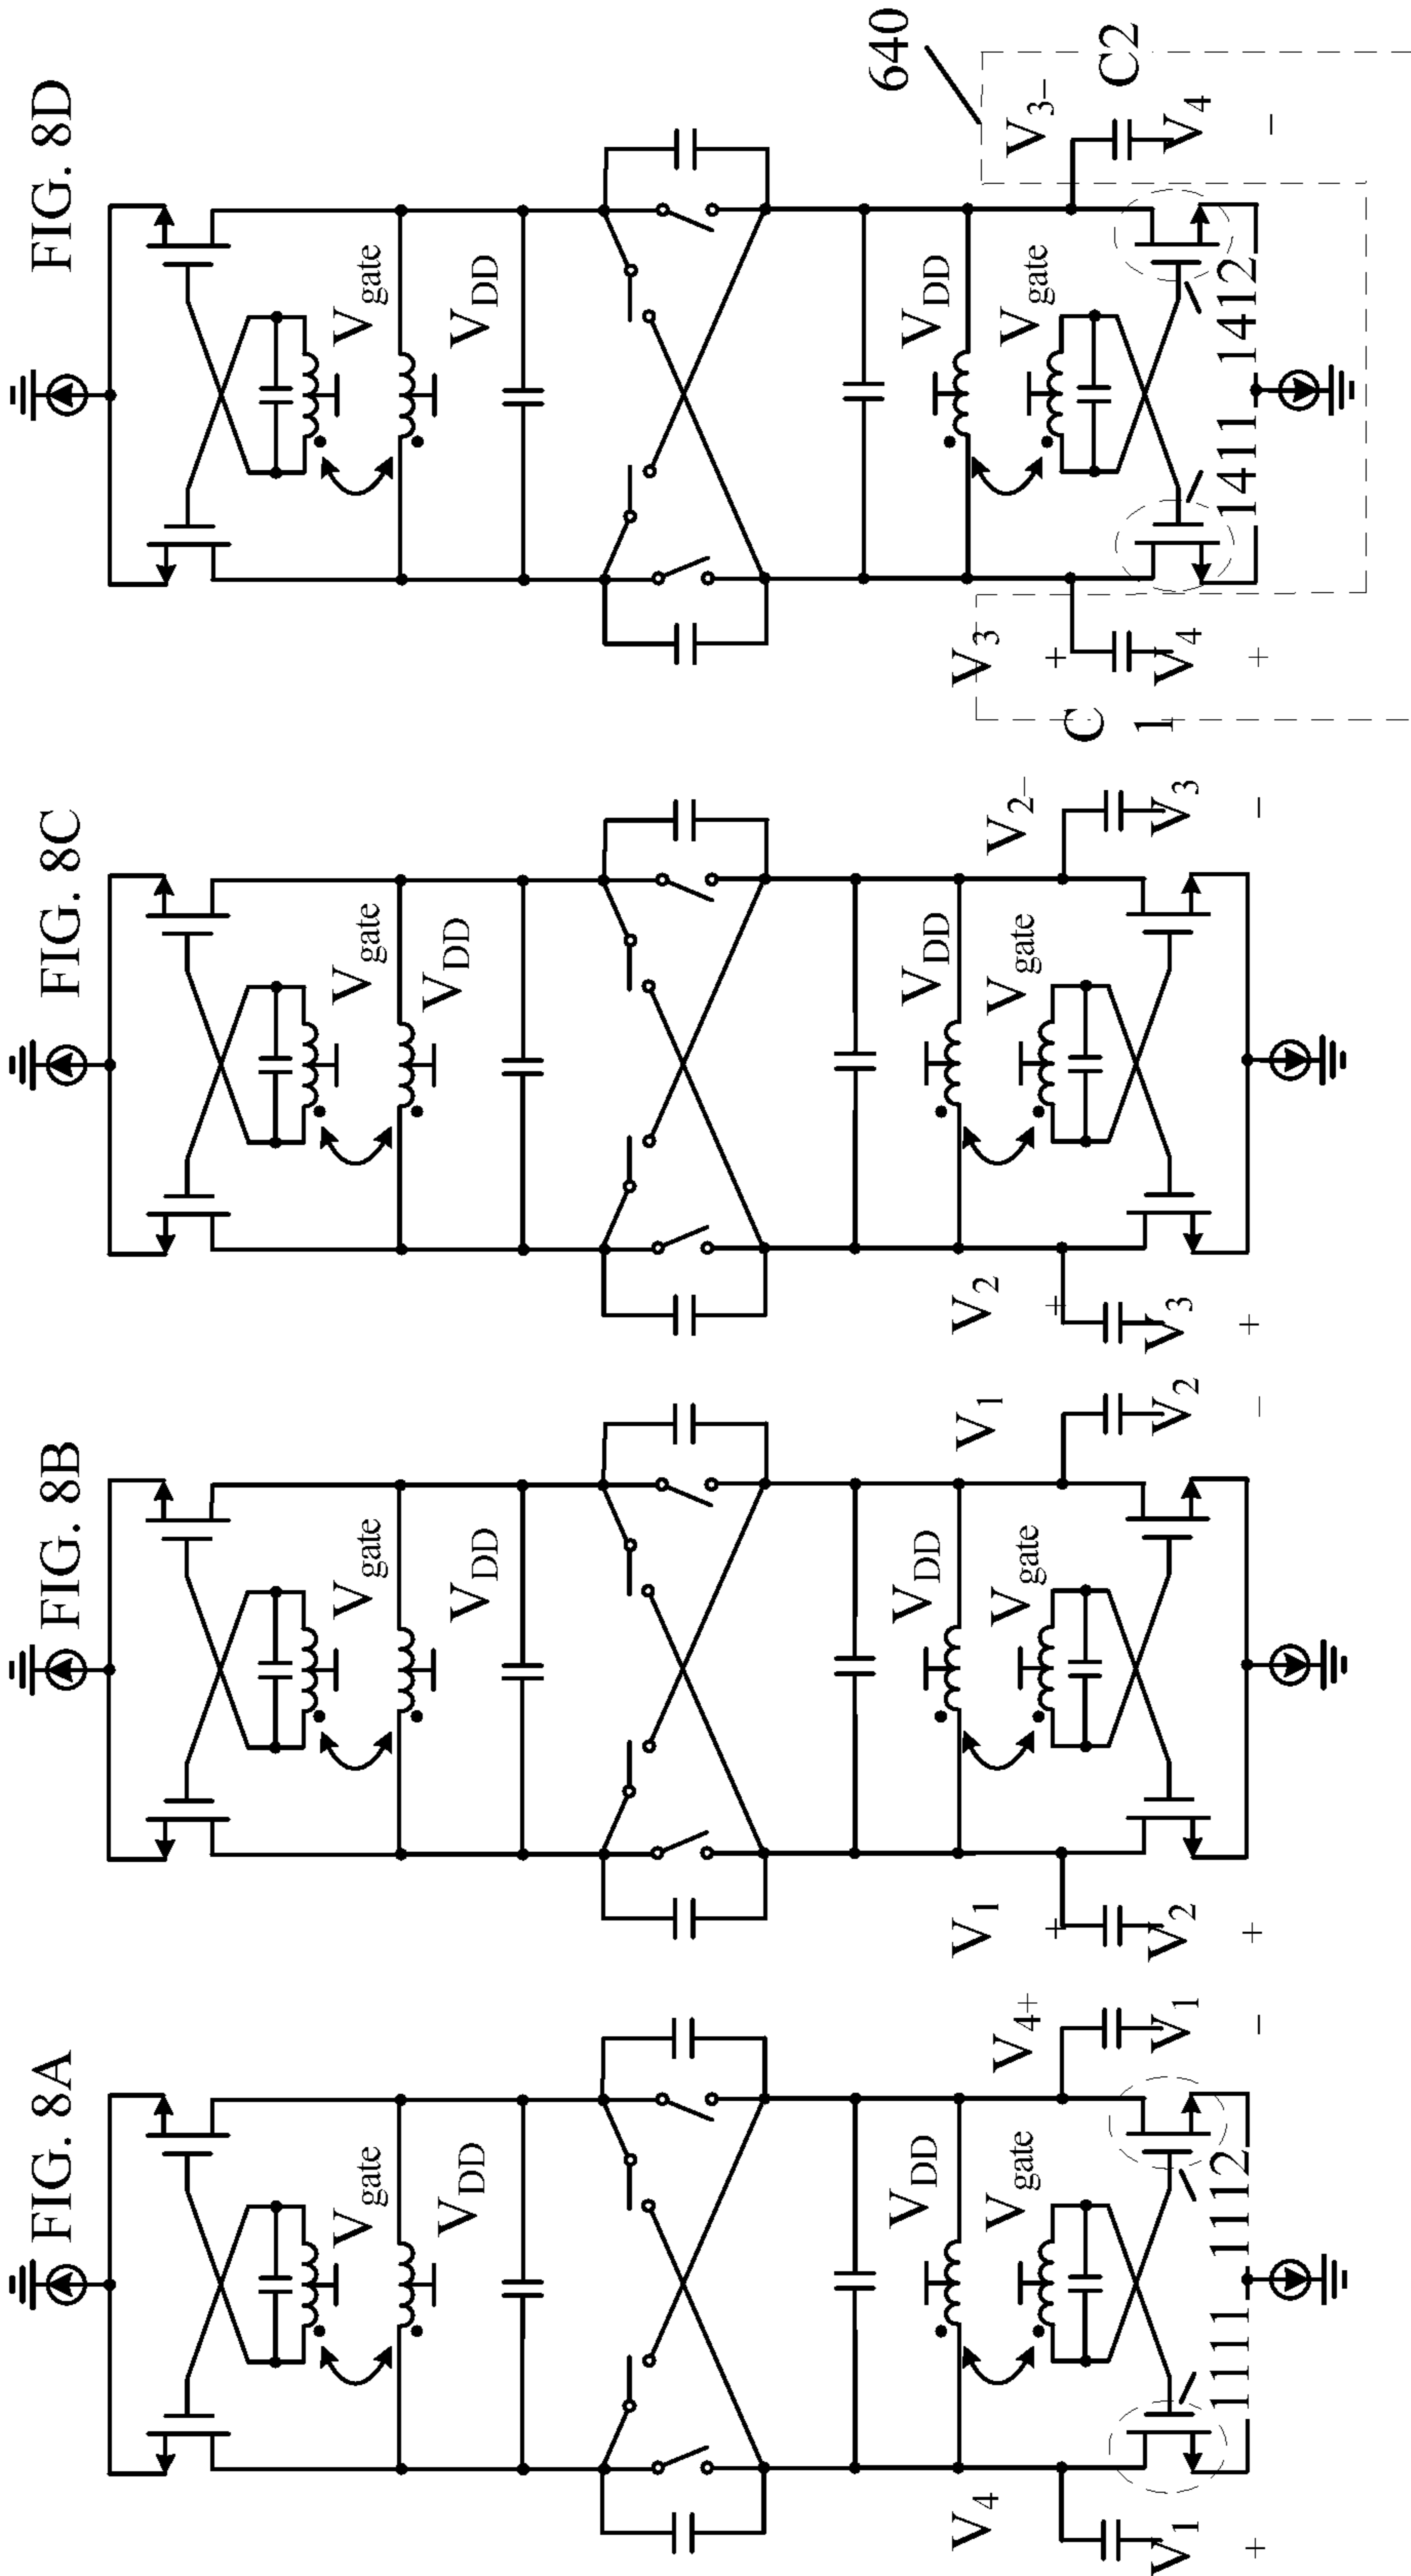 FIG. 8A
V_gate
V_DD
V_DD
V_gate
V_4
V_4+
V_1
+
V_1
−
1111 1112
FIG. 8B
V_gate
V_DD
V_DD
V_gate
V_1
+
V_1
V_2
+
V_2
−
FIG. 8C
V_gate
V_DD
V_DD
V_gate
V_2
+
V_2−
V_3
+
V_3
−
FIG. 8D
V_gate
V_DD
V_DD
V_gate
640
V_3
+
V_3−
C
1
C2
V_4
+
V_4
−
1411 1412